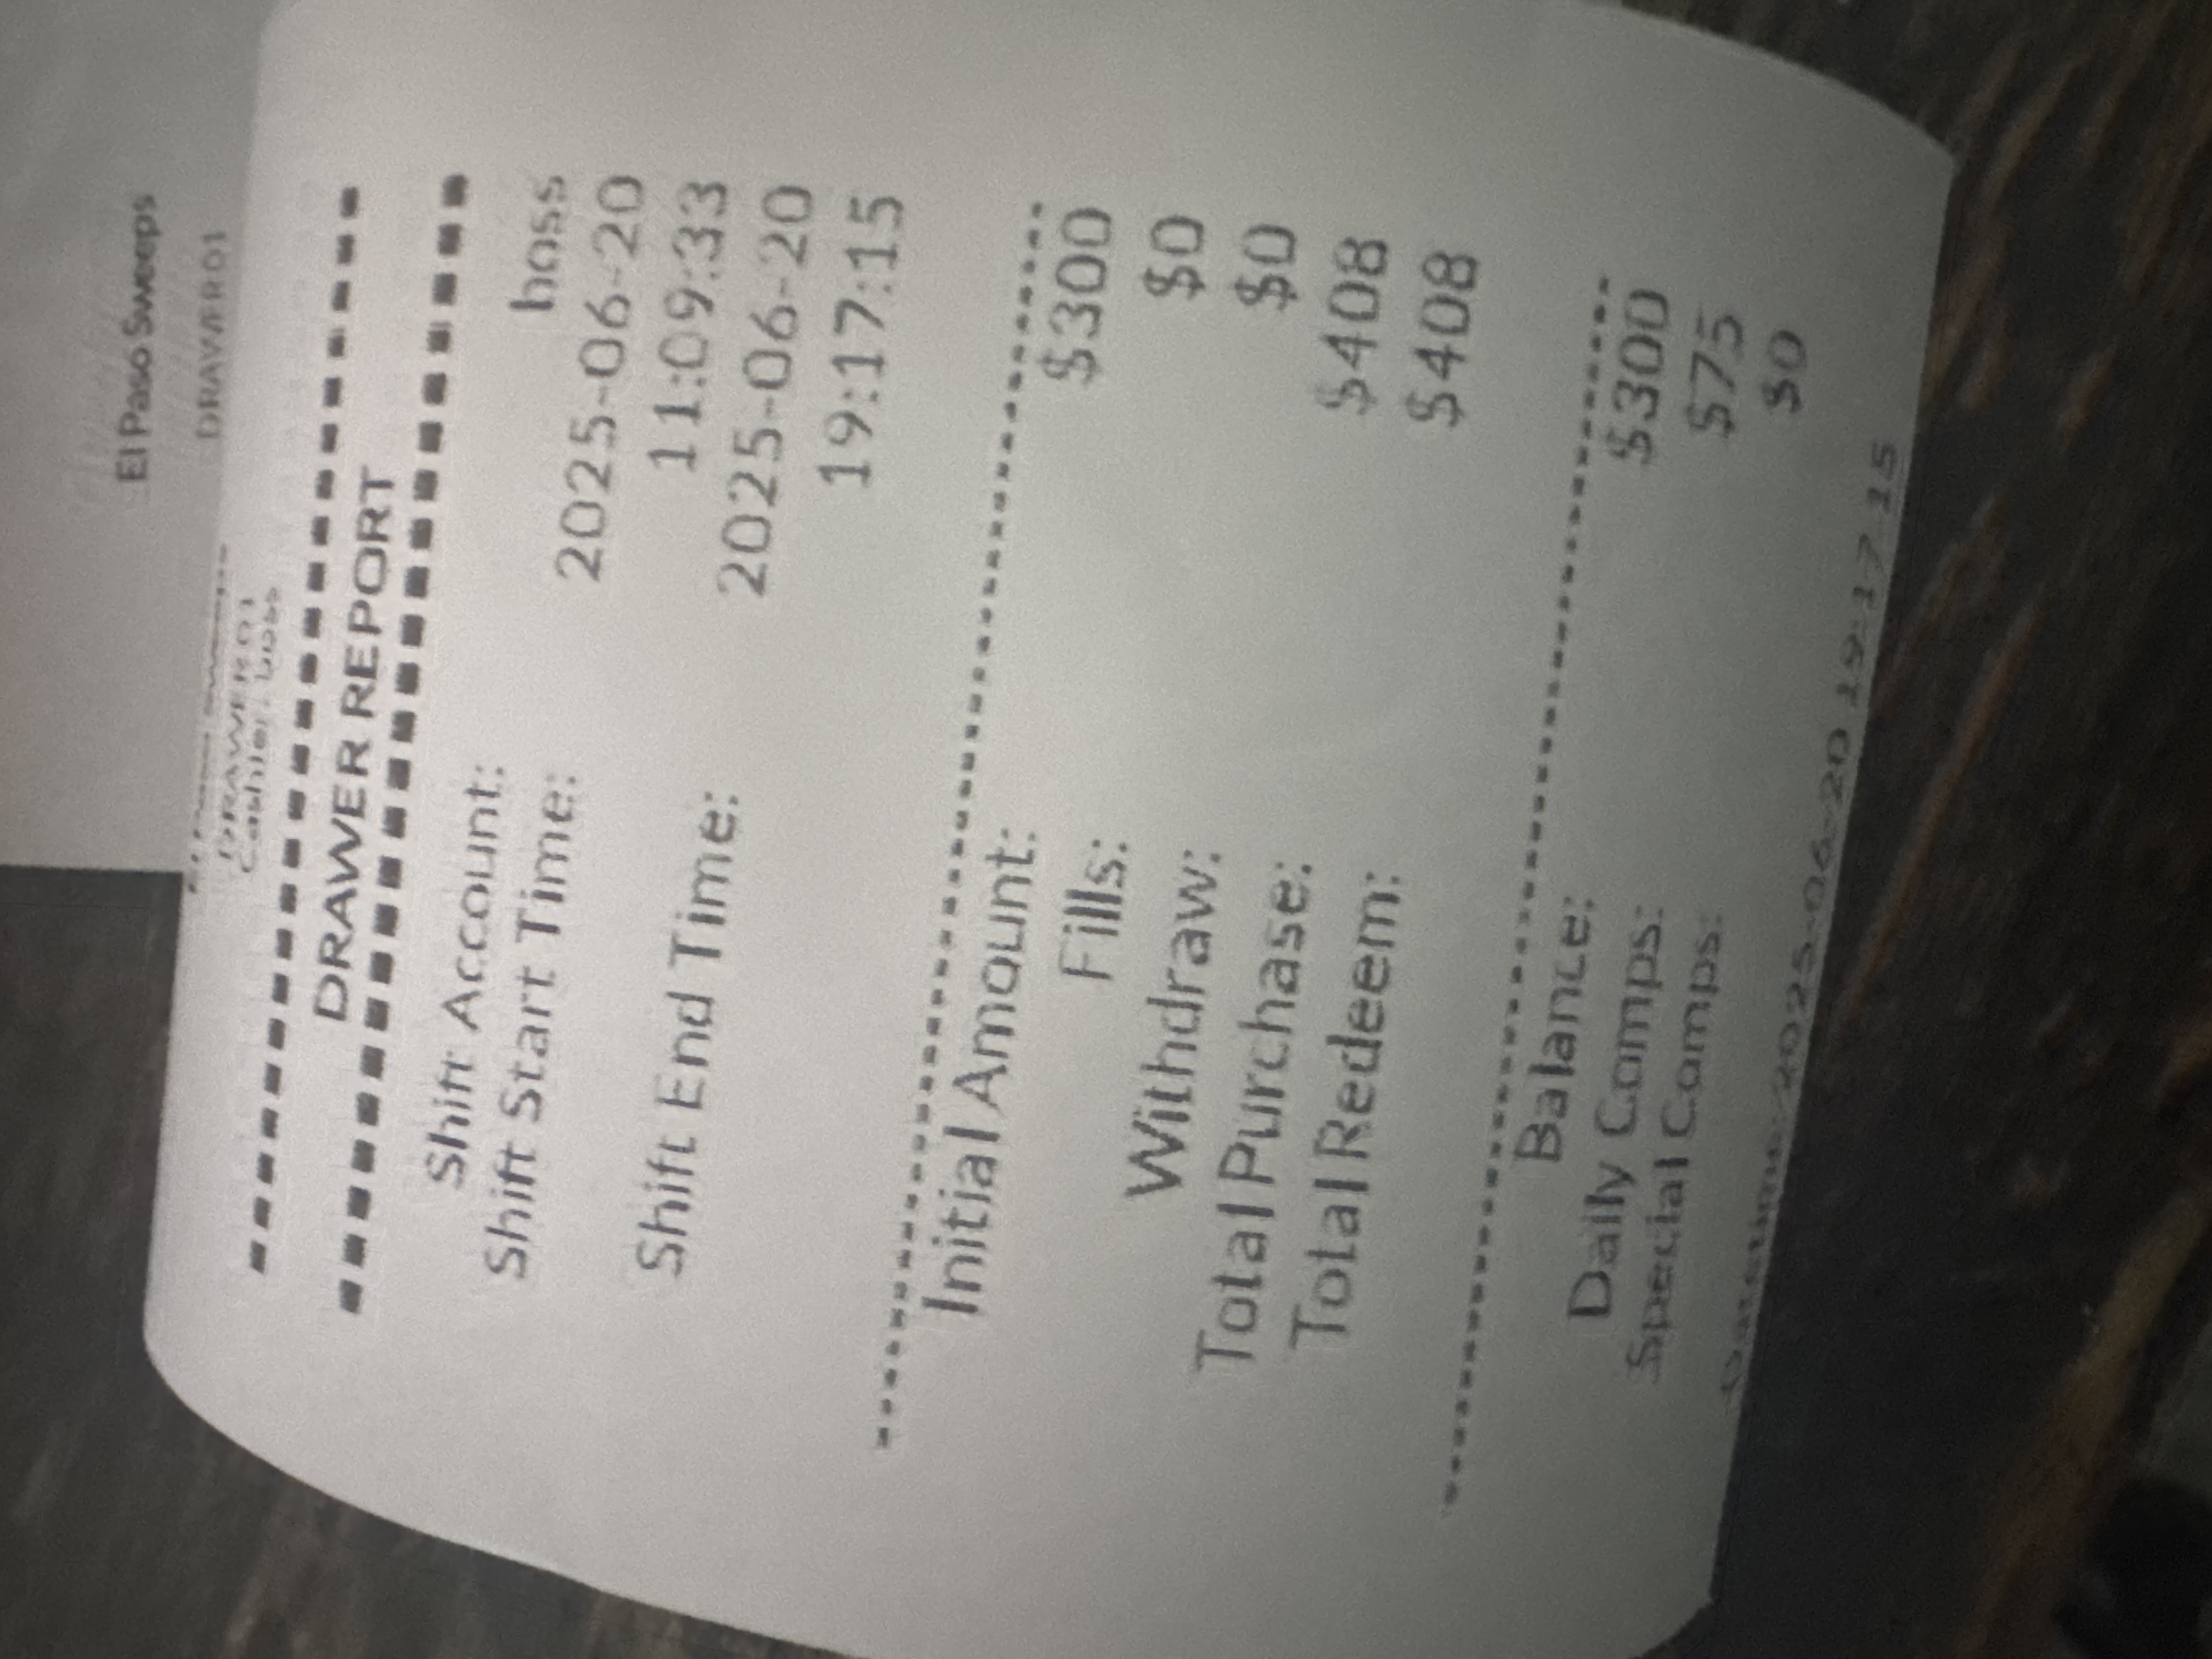 El Paso Sweeps
DRAWER01
DRAWER01
Cashier: boss
DRAWER REPORT
Shift Account: boss
Shift Start Time: 2025-06-20
11:09:33
Shift End Time: 2025-06-20
19:17:15
Initial Amount: $300
Fills: $0
Withdraw: $0
Total Purchase: $408
Total Redeem: $408
Balance: $300
Daily Comps: $75
Special Comps: $0
Datetime: 2025-06-20 19:17:15